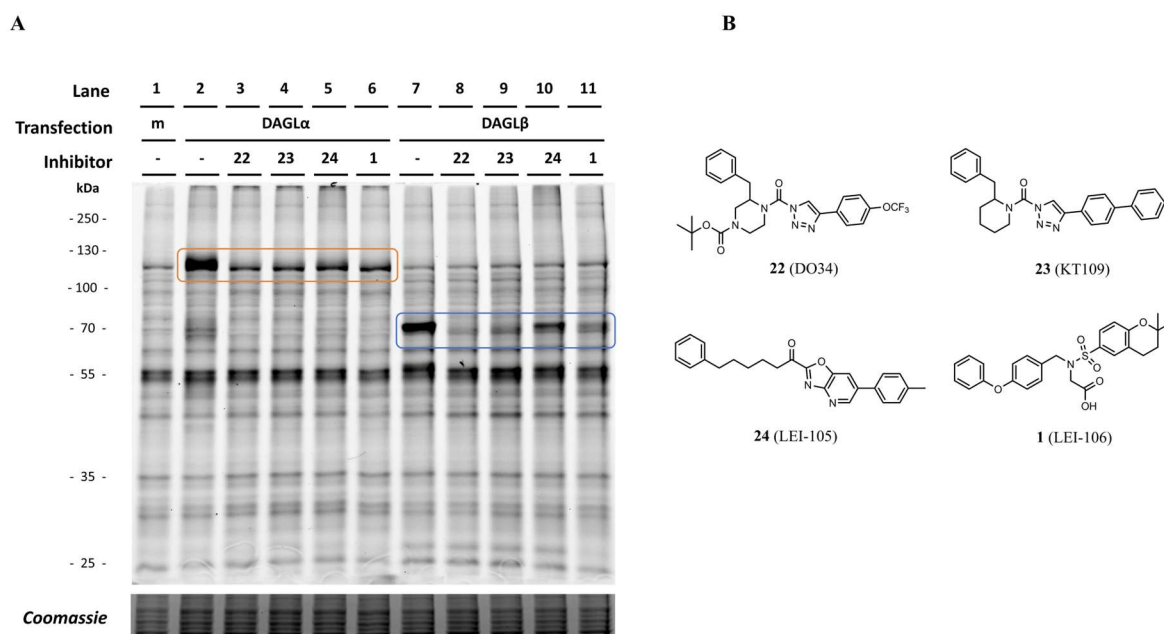 A
B
Lane 1 2 3 4 5 6 7 8 9 10 11
Transfection m DAGLα DAGLβ
Inhibitor - - 22 23 24 1 - 22 23 24 1
kDa
- 250 -
- 130 -
- 100 -
- 70 -
- 55 -
- 35 -
- 25 -
Coomassie
O
N
N
N
N
N
O
O
OCF3
22 (DO34)
O
N
N
N
N
23 (KT109)
O
O
N
N
24 (LEI-105)
O
O
S
O
N
O
O
OH
1 (LEI-106)